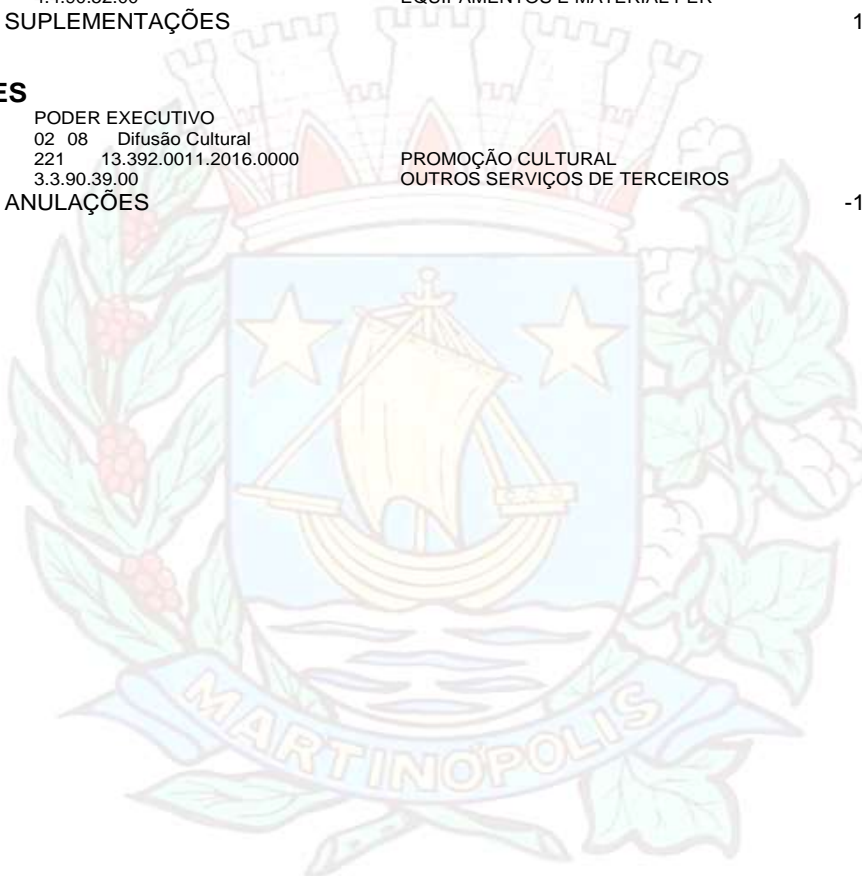 SUPLEMENTAÇÕES 1
ES
PODER EXECUTIVO
02 08 Difusão Cultural
221 13.392.0011.2016.0000 PROMOÇÃO CULTURAL
3.3.90.39.00 OUTROS SERVIÇOS DE TERCEIROS
ANULAÇÕES -1
MARTINÓPOLIS